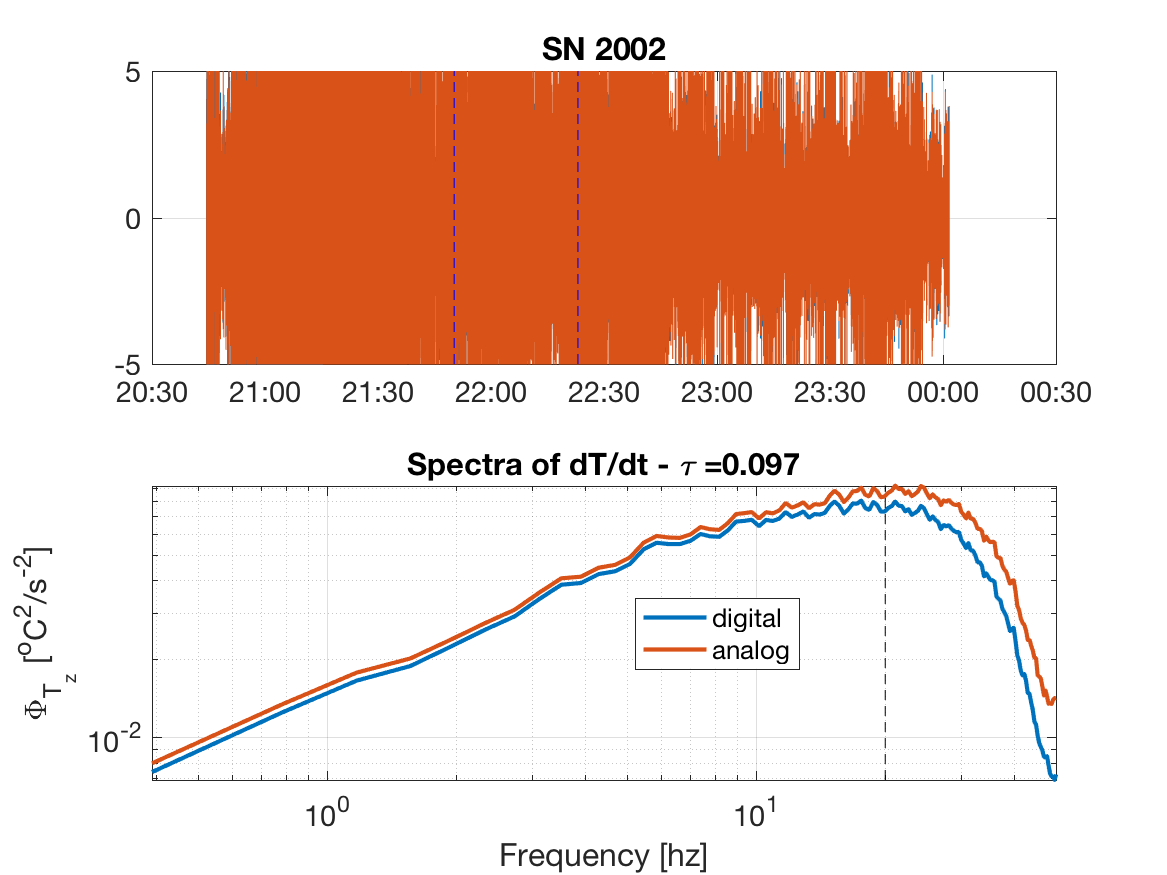 SN 2002
5
0
-5
20:30 21:00 21:30 22:00 22:30 23:00 23:30 00:00 00:30
Spectra of dT/dt - τ =0.097
Φ_T_z [°C²/s⁻²]
digital
analog
10⁻²
10⁰ 10¹
Frequency [hz]